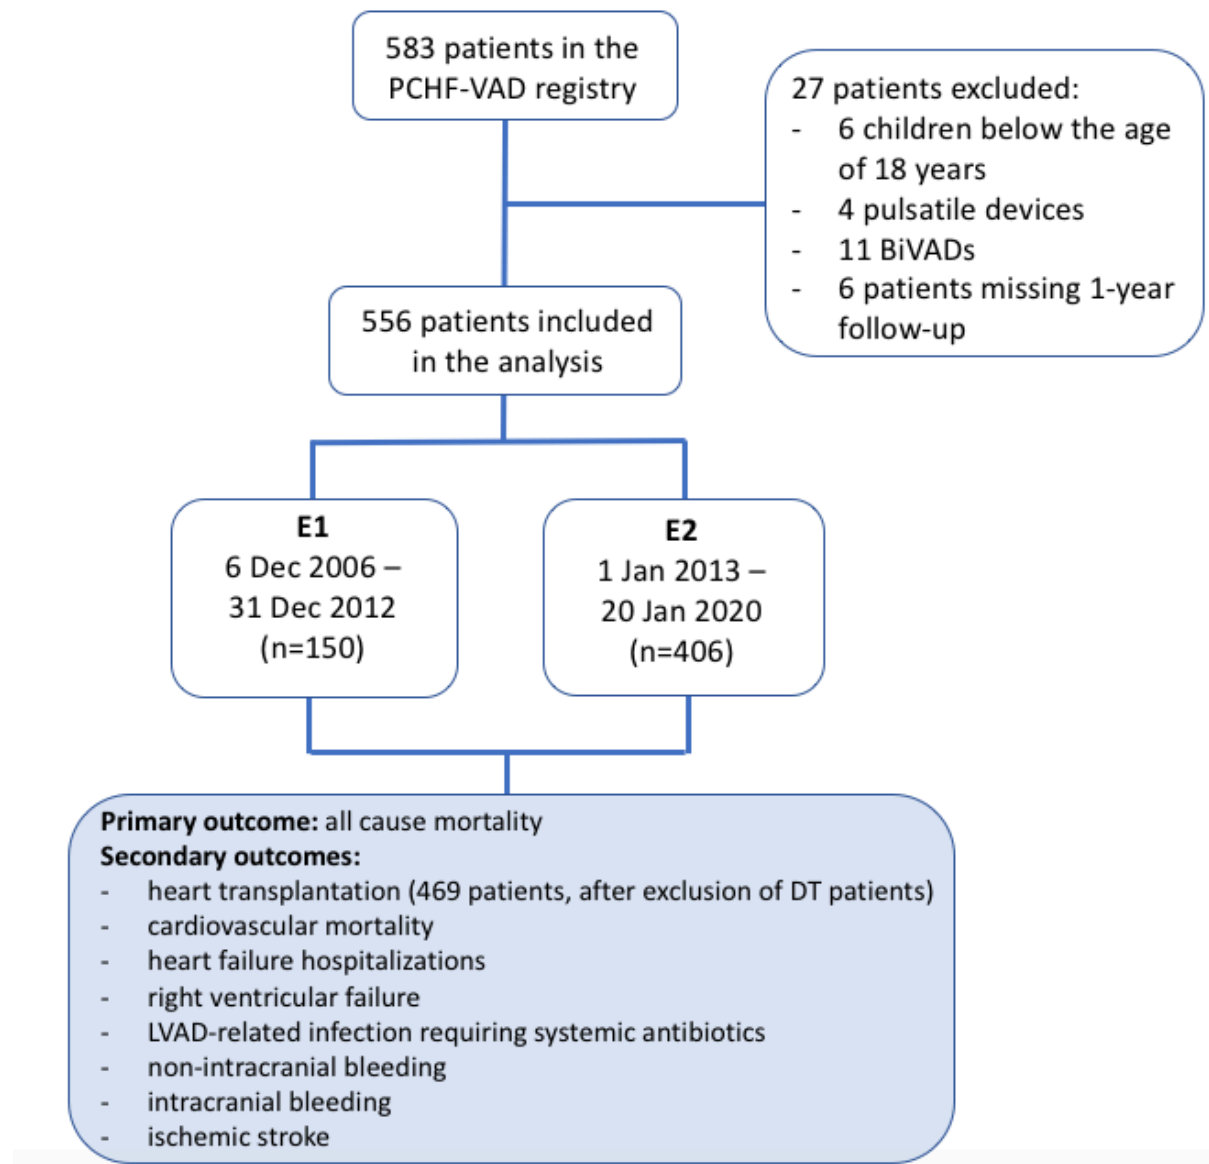 583 patients in the
PCHF-VAD registry
27 patients excluded:
- 6 children below the age
of 18 years
- 4 pulsatile devices
- 11 BiVADs
- 6 patients missing 1-year
follow-up
556 patients included
in the analysis
E1
6 Dec 2006 –
31 Dec 2012
(n=150)
E2
1 Jan 2013 –
20 Jan 2020
(n=406)
Primary outcome: all cause mortality
Secondary outcomes:
- heart transplantation (469 patients, after exclusion of DT patients)
- cardiovascular mortality
- heart failure hospitalizations
- right ventricular failure
- LVAD-related infection requiring systemic antibiotics
- non-intracranial bleeding
- intracranial bleeding
- ischemic stroke